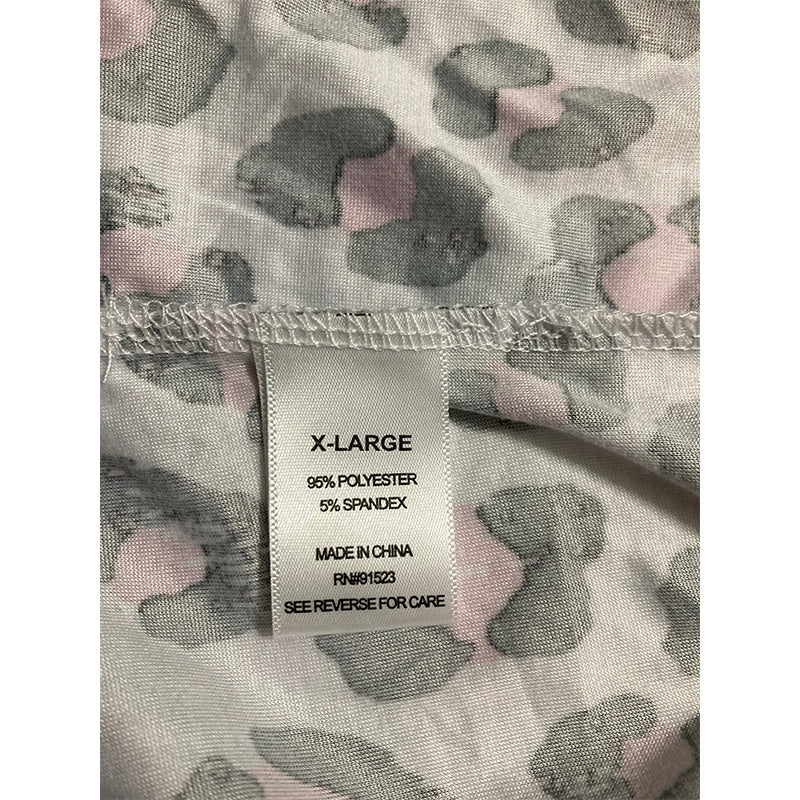 X-LARGE
95% POLYESTER
5% SPANDEX
MADE IN CHINA
RN#91523
SEE REVERSE FOR CARE